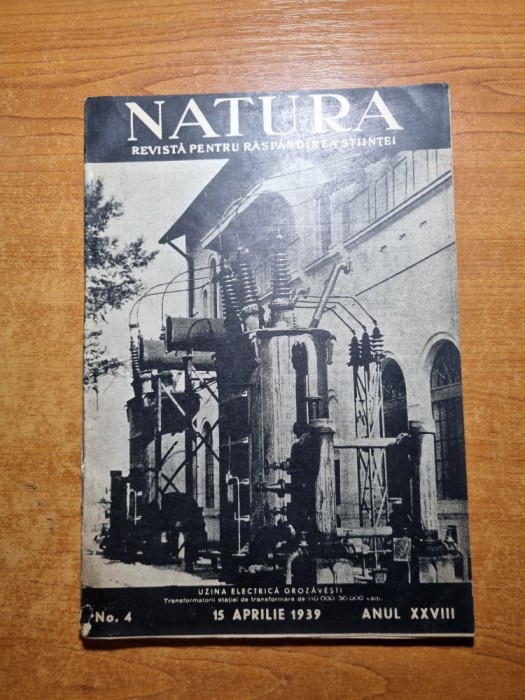 NATURA
REVISTĂ PENTRU RĂSPÂNDIREA ȘTIINȚEI
UZINA ELECTRICĂ GROZĂVEȘTI
Transformatorii stației de transformare de 110 000/30 000 volți.
No. 4 15 APRILIE 1939 ANUL XXVIII